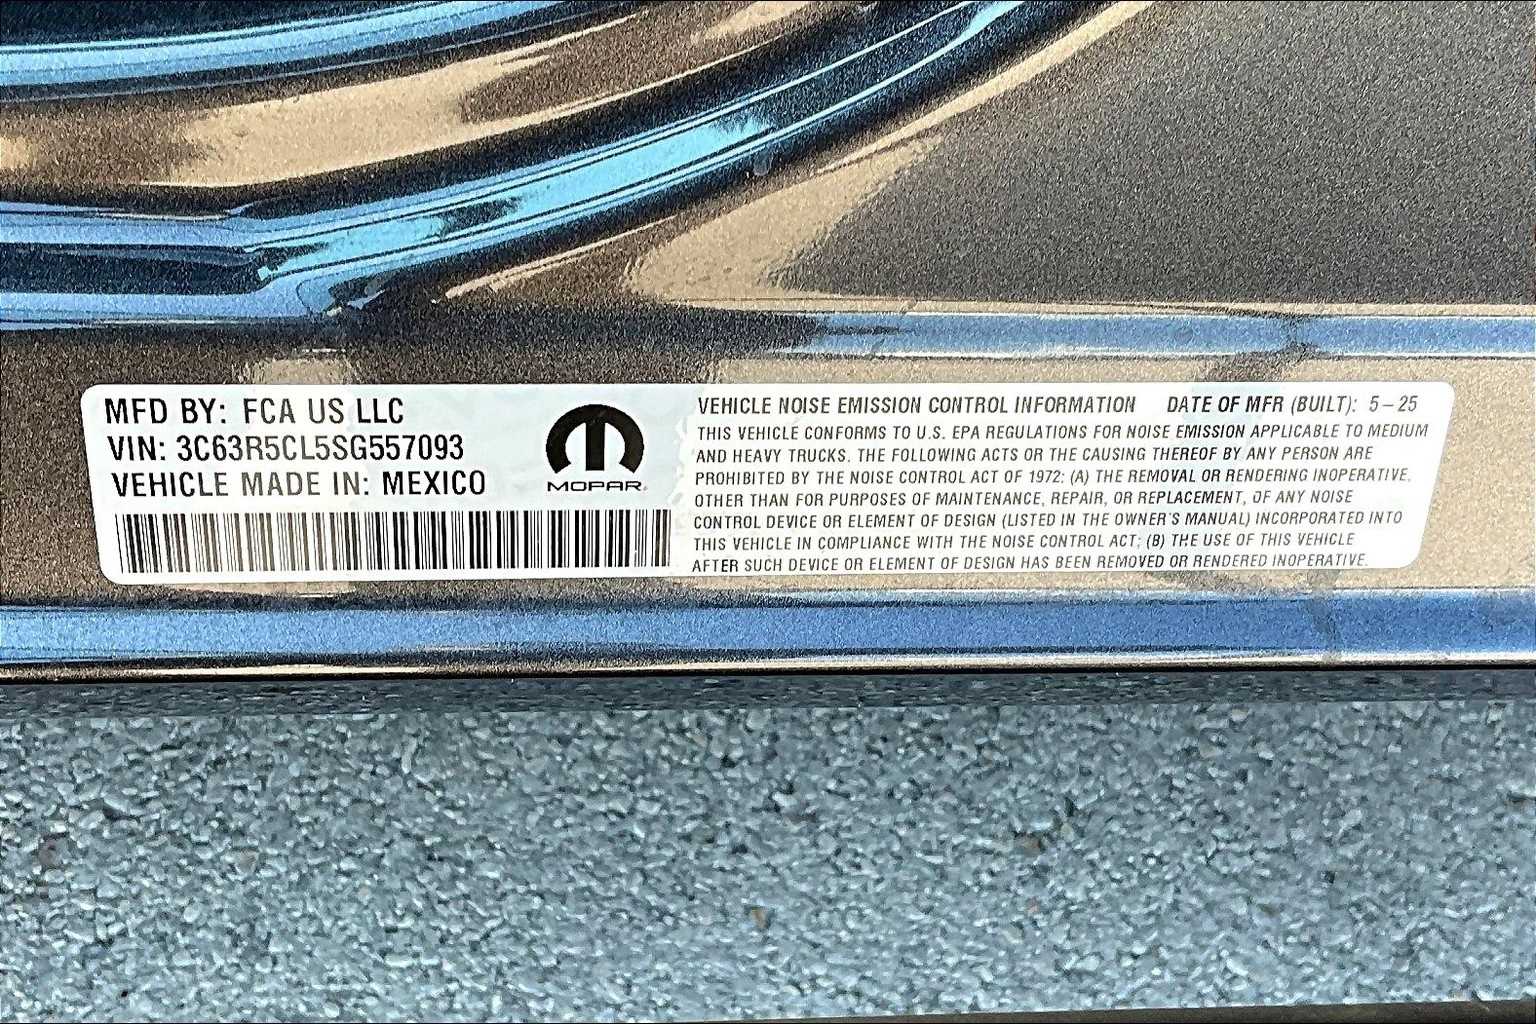 MFD BY: FCA US LLC
VIN: 3C63R5CL5SG557093
VEHICLE MADE IN: MEXICO
MOPAR.
VEHICLE NOISE EMISSION CONTROL INFORMATION DATE OF MFR (BUILT): 5-25
THIS VEHICLE CONFORMS TO U.S. EPA REGULATIONS FOR NOISE EMISSION APPLICABLE TO MEDIUM
AND HEAVY TRUCKS. THE FOLLOWING ACTS OR THE CAUSING THEREOF BY ANY PERSON ARE
PROHIBITED BY THE NOISE CONTROL ACT OF 1972: (A) THE REMOVAL OR RENDERING INOPERATIVE,
OTHER THAN FOR PURPOSES OF MAINTENANCE, REPAIR, OR REPLACEMENT, OF ANY NOISE
CONTROL DEVICE OR ELEMENT OF DESIGN (LISTED IN THE OWNER'S MANUAL) INCORPORATED INTO
THIS VEHICLE IN COMPLIANCE WITH THE NOISE CONTROL ACT; (B) THE USE OF THIS VEHICLE
AFTER SUCH DEVICE OR ELEMENT OF DESIGN HAS BEEN REMOVED OR RENDERED INOPERATIVE.